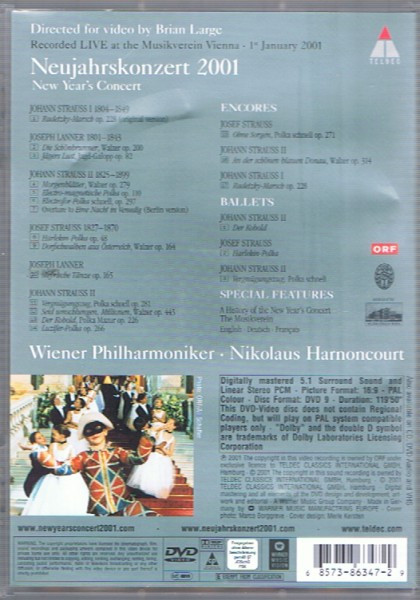 Directed for video by Brian Large
Recorded LIVE at the Musikverein Vienna · 1st January 2001
TELDEC
Neujahrskonzert 2001
New Year's Concert
JOHANN STRAUSS I 1804–1849
Radetzky-Marsch op. 228 (original version)
JOSEPH LANNER 1801–1843
Die Schönbrunner, Walzer op. 200
Jägers Lust, Jagd-Galopp op. 82
JOHANN STRAUSS II 1825–1899
Morgenblätter, Walzer op. 279
Electro-magnetische Polka op. 110
Electrofor Polka schnell op. 297
Overture to Eine Nacht in Venedig (Berlin version)
JOSEF STRAUSS 1827–1870
Harlekin-Polka op. 48
Dorfschwalben aus Österreich, Walzer op. 164
JOSEPH LANNER
Steyrische Tänze op. 165
JOHANN STRAUSS II
Vergnügungszug, Polka schnell op. 281
Seid umschlungen, Millionen, Walzer op. 443
Der Kobold, Polka Mazur op. 226
Luzifer-Polka op. 266
ENCORES
JOSEF STRAUSS
Ohne Sorgen, Polka schnell op. 271
JOHANN STRAUSS II
An der schönen blauen Donau, Walzer op. 314
JOHANN STRAUSS I
Radetzky-Marsch op. 228
BALLETS
JOHANN STRAUSS II
Der Kobold
JOSEF STRAUSS
Harlekin-Polka
JOHANN STRAUSS II
Vergnügungszug, Polka schnell
SPECIAL FEATURES
A History of the New Year's Concert
The Musikverein
English · Deutsch · Français
ORF
Wiener Philharmoniker · Nikolaus Harnoncourt
Digitally mastered 5.1 Surround Sound and
Linear Stereo PCM - Picture Format: 16:9 - PAL
Colour - Disc Format: DVD 9 - Duration: 119'50"
This DVD-Video disc does not contain Regional
Coding, but will play on PAL system compatible
players only - "Dolby" and the double D symbol
are trademarks of Dolby Laboratories Licensing
Corporation
www.newyearsconcert2001.com
www.neujahrskonzert2001.com
www.teldec.com
DVD
VIDEO
6 8573-86347-2 9